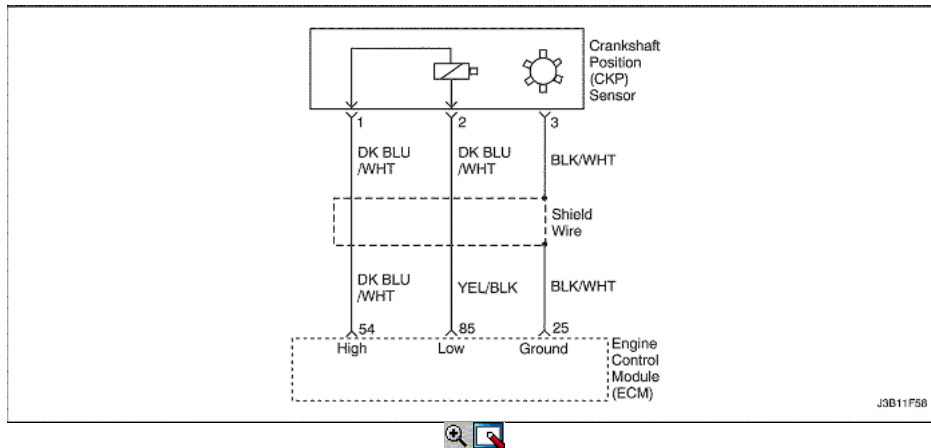 Crankshaft
Position
(CKP)
Sensor
1
2
3
DK BLU
/WHT
DK BLU
/WHT
BLK/WHT
Shield
Wire
DK BLU
/WHT
YEL/BLK
BLK/WHT
54
85
25
High
Low
Ground
Engine
Control
Module
(ECM)
J3B11F58